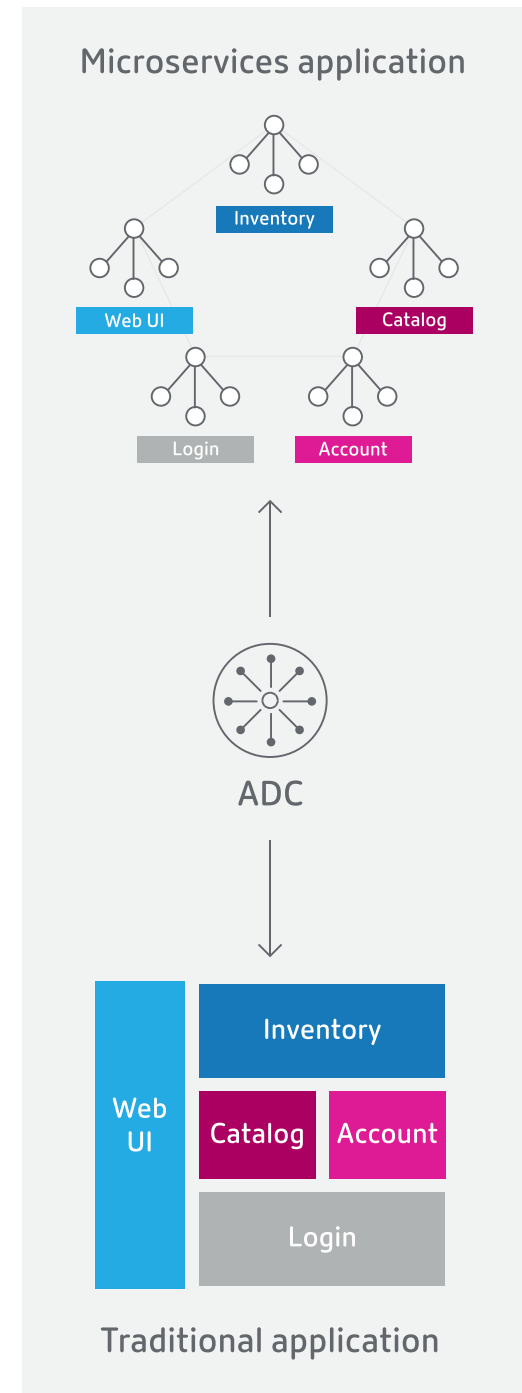 Microservices application
Inventory
Web UI
Catalog
Login
Account
ADC
Inventory
Web
UI
Catalog
Account
Login
Traditional application